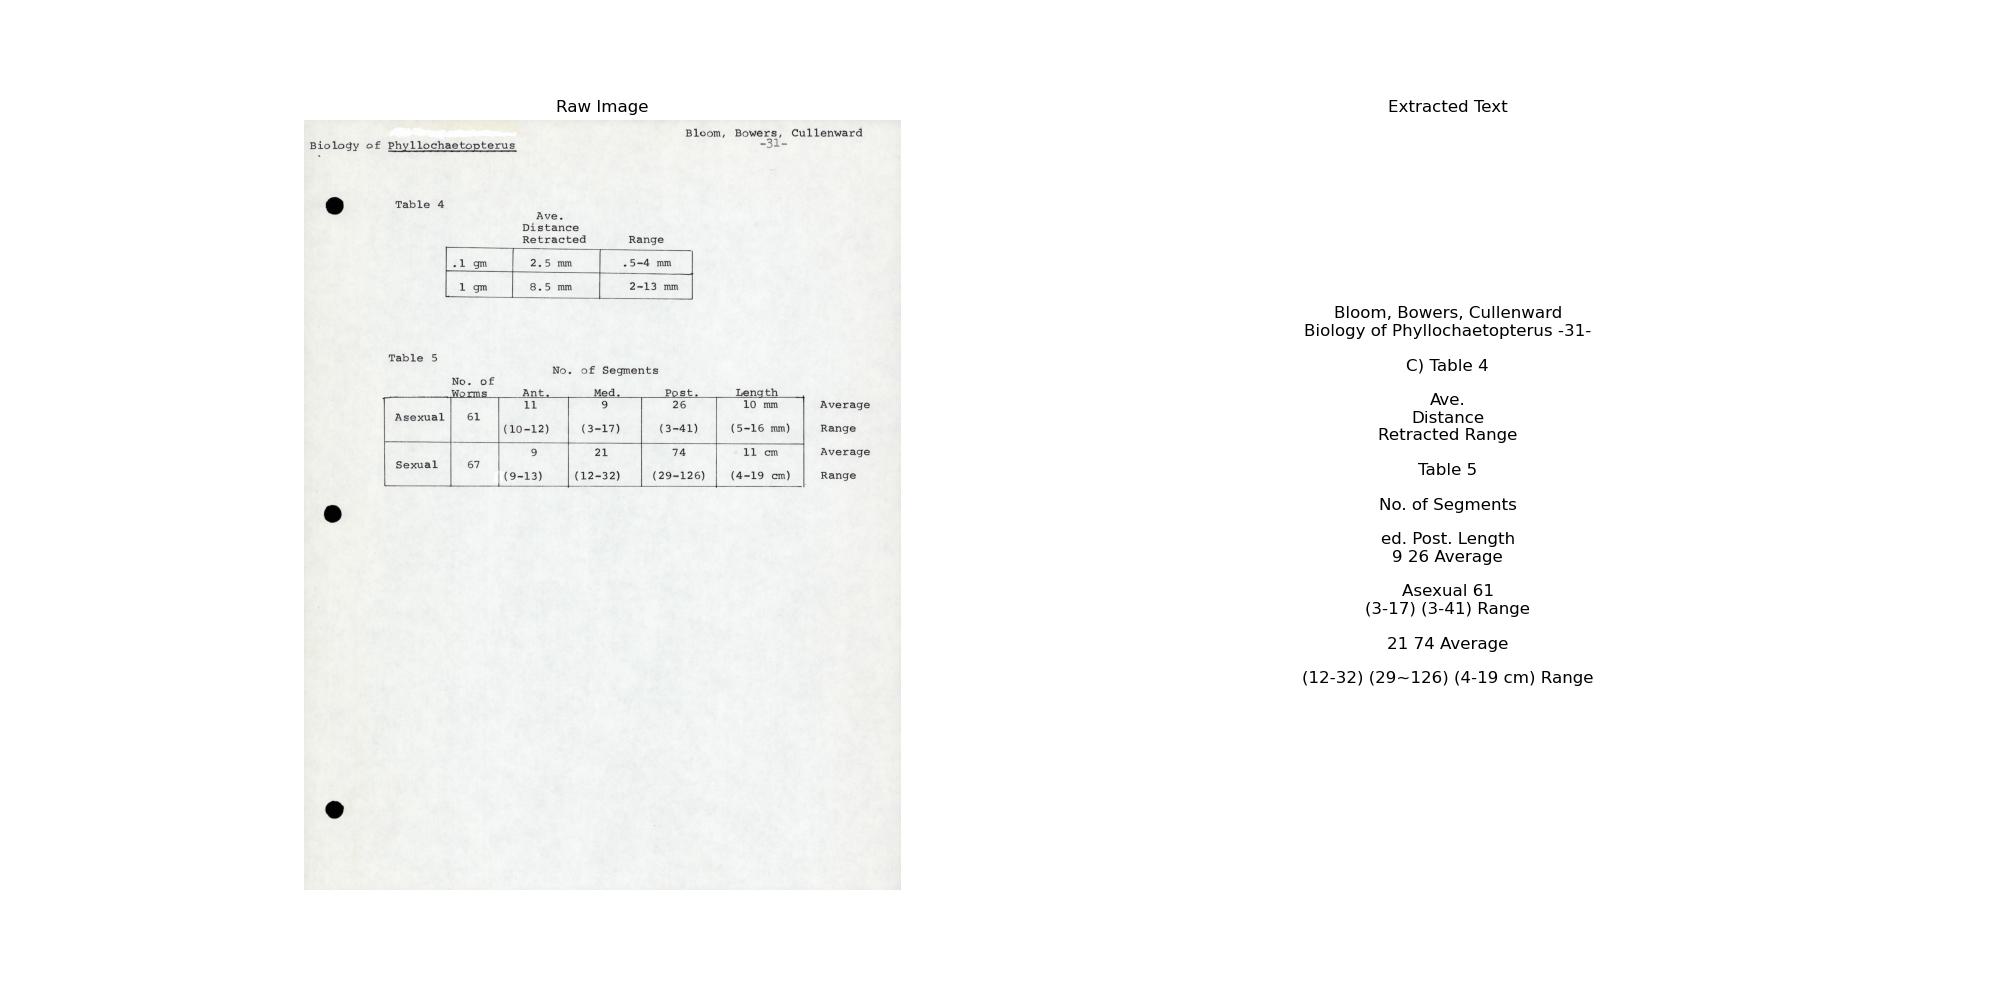 Raw Image
Bloom, Bowers, Cullenward
-31-
Biology of Phyllochaetopterus
Table 4
Ave.
Distance
Retracted Range
.1 gm 2.5 mm .5-4 mm
1 gm 8.5 mm 2-13 mm
Table 5
No. of Segments
No. of
Worms Ant. Med. Post. Length
11 9 26 10 mm Average
Asexual 61
(10-12) (3-17) (3-41) (5-16 mm) Range
9 21 74 11 cm Average
Sexual 67
(9-13) (12-32) (29-126) (4-19 cm) Range
Extracted Text
Bloom, Bowers, Cullenward
Biology of Phyllochaetopterus -31-
C) Table 4
Ave.
Distance
Retracted Range
Table 5
No. of Segments
ed. Post. Length
9 26 Average
Asexual 61
(3-17) (3-41) Range
21 74 Average
(12-32) (29~126) (4-19 cm) Range